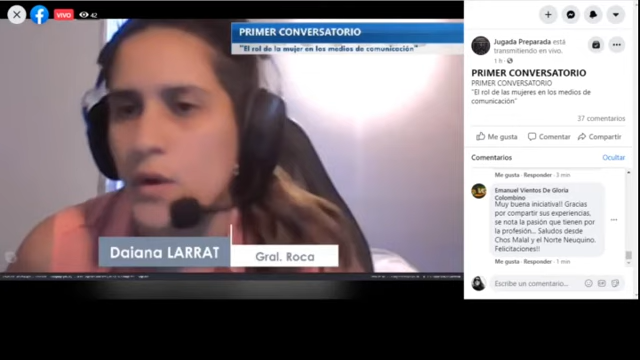 VIVO
42
PRIMER CONVERSATORIO
"El rol de la mujer en los medios de comunicación"
Daiana LARRAT
Gral. Roca
Jugada Preparada está
transmitiendo en vivo.
1 h
PRIMER CONVERSATORIO
PRIMER CONVERSATORIO
"El rol de las mujeres en los medios de
comunicación"
37 comentarios
Me gusta
Comentar
Compartir
Comentarios
Ocultar
Me gusta · Responder · 3 min
Emanuel Vientos De Gloria
Colombino
Muy buena iniciativa!! Gracias
por compartir sus experiencias,
se nota la pasión que tienen por
la profesión... Saludos desde
Chos Malal y el Norte Neuquino.
Felicitaciones!!
Me gusta · Responder · 1 min
Escribe un comentario...